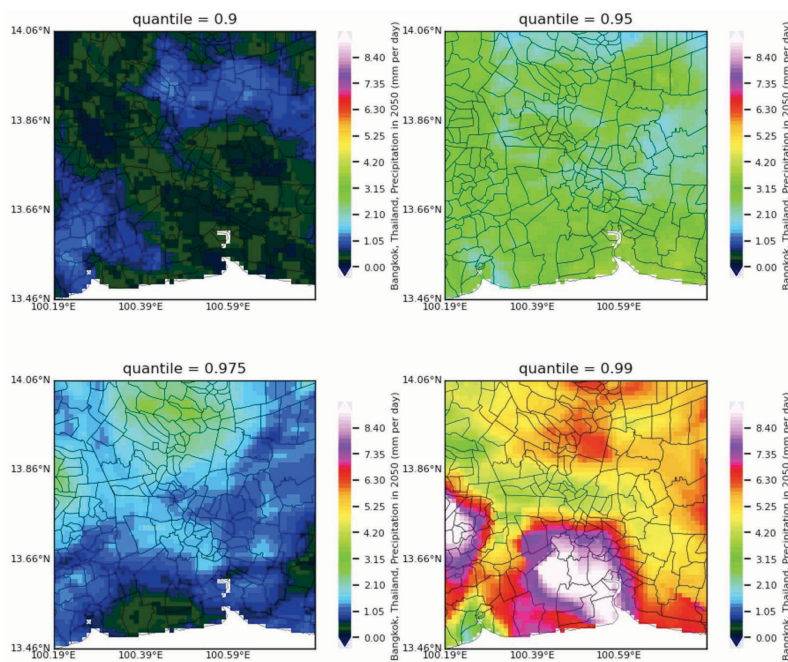 quantile = 0.9
14.06°N
13.86°N
13.66°N
13.46°N
100.19°E 100.39°E 100.59°E
8.40
7.35
6.30
5.25
4.20
3.15
2.10
1.05
0.00
Bangkok, Thailand, Precipitation in 2050 (mm per day)
quantile = 0.95
14.06°N
13.86°N
13.66°N
13.46°N
100.19°E 100.39°E 100.59°E
8.40
7.35
6.30
5.25
4.20
3.15
2.10
1.05
0.00
Bangkok, Thailand, Precipitation in 2050 (mm per day)
quantile = 0.975
14.06°N
13.86°N
13.66°N
13.46°N
100.19°E 100.39°E 100.59°E
8.40
7.35
6.30
5.25
4.20
3.15
2.10
1.05
0.00
Bangkok, Thailand, Precipitation in 2050 (mm per day)
quantile = 0.99
14.06°N
13.86°N
13.66°N
13.46°N
100.19°E 100.39°E 100.59°E
8.40
7.35
6.30
5.25
4.20
3.15
2.10
1.05
0.00
Bangkok, Thailand, Precipitation in 2050 (mm per day)